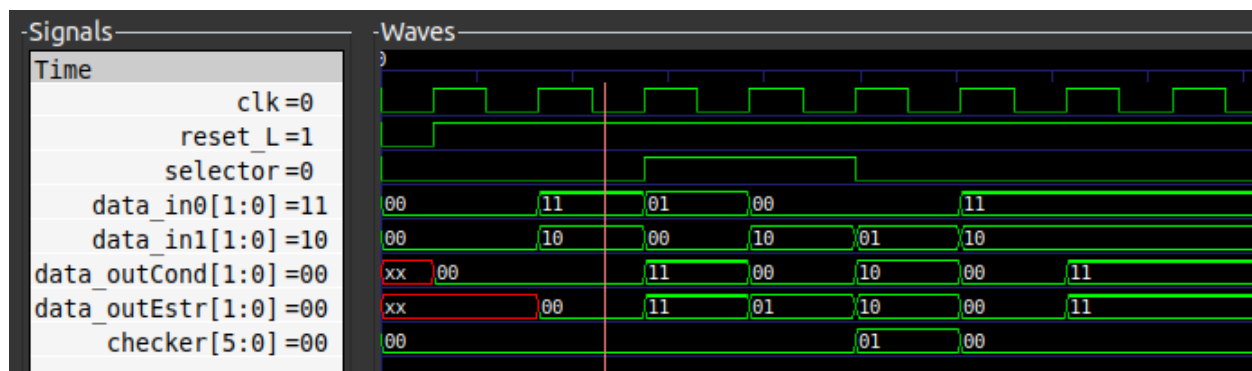 Signals Waves
Time 0
clk=0
reset_L=1
selector=0
data_in0[1:0]=11 00 11 01 00 11
data_in1[1:0]=10 00 10 00 10 01 10
data_outCond[1:0]=00 xx 00 11 00 10 00 11
data_outEstr[1:0]=00 xx 00 11 01 10 00 11
checker[5:0]=00 00 01 00